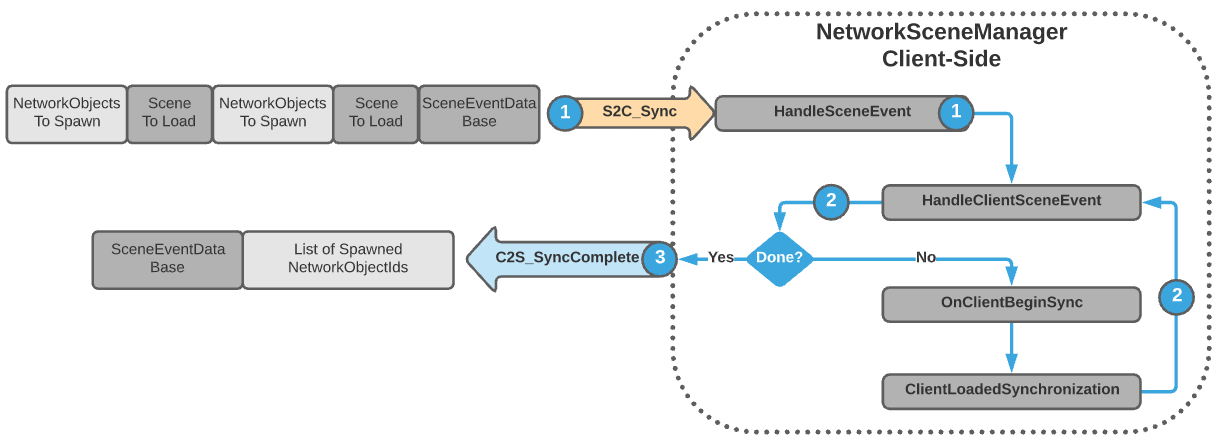 NetworkSceneManager
Client-Side
NetworkObjects
To Spawn
Scene
To Load
NetworkObjects
To Spawn
Scene
To Load
SceneEventData
Base
1
S2C_Sync
HandleSceneEvent
1
HandleClientSceneEvent
2
SceneEventData
Base
List of Spawned
NetworkObjectIds
C2S_SyncComplete
3
Yes
Done?
No
OnClientBeginSync
2
ClientLoadedSynchronization